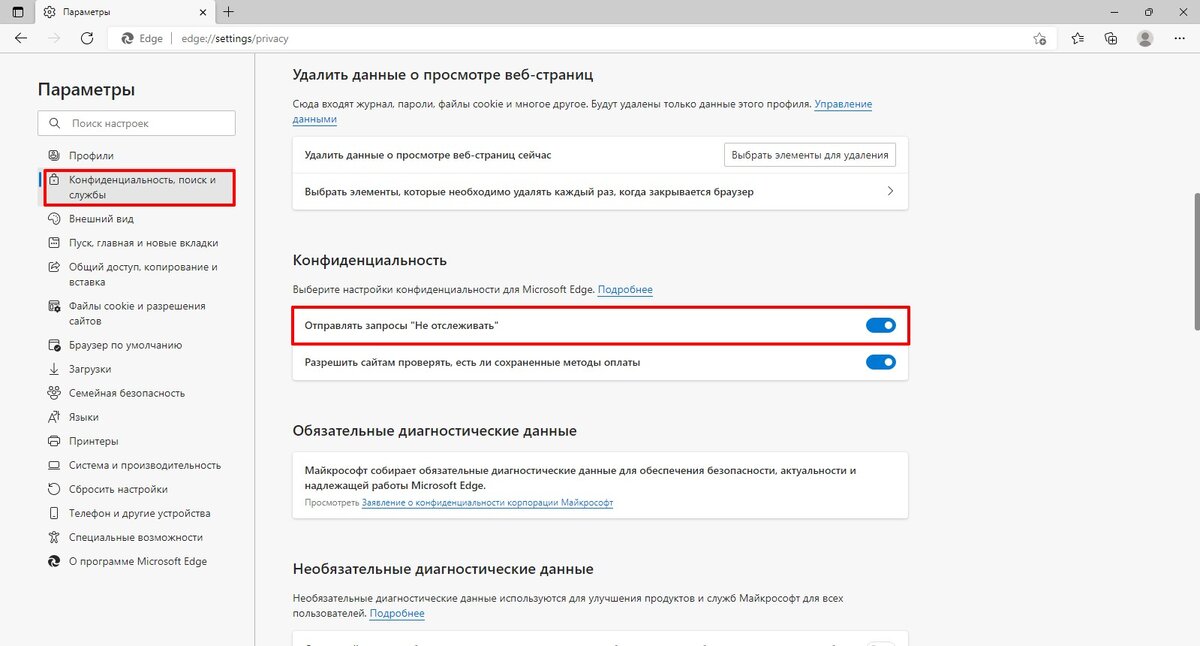 Параметры
Edge
edge://settings/privacy
Параметры
Поиск настроек
Профили
Конфиденциальность, поиск и
службы
Внешний вид
Пуск, главная и новые вкладки
Общий доступ, копирование и
вставка
Файлы cookie и разрешения
сайтов
Браузер по умолчанию
Загрузки
Семейная безопасность
Языки
Принтеры
Система и производительность
Сбросить настройки
Телефон и другие устройства
Специальные возможности
О программе Microsoft Edge
Удалить данные о просмотре веб-страниц
Сюда входят журнал, пароли, файлы cookie и многое другое. Будут удалены только данные этого профиля. Управление
данными
Удалить данные о просмотре веб-страниц сейчас
Выбрать элементы для удаления
Выбрать элементы, которые необходимо удалять каждый раз, когда закрывается браузер
Конфиденциальность
Выберите настройки конфиденциальности для Microsoft Edge. Подробнее
Отправлять запросы "Не отслеживать"
Разрешить сайтам проверять, есть ли сохраненные методы оплаты
Обязательные диагностические данные
Майкрософт собирает обязательные диагностические данные для обеспечения безопасности, актуальности и
надлежащей работы Microsoft Edge.
Просмотреть Заявление о конфиденциальности корпорации Майкрософт
Необязательные диагностические данные
Необязательные диагностические данные используются для улучшения продуктов и служб Майкрософт для всех
пользователей. Подробнее